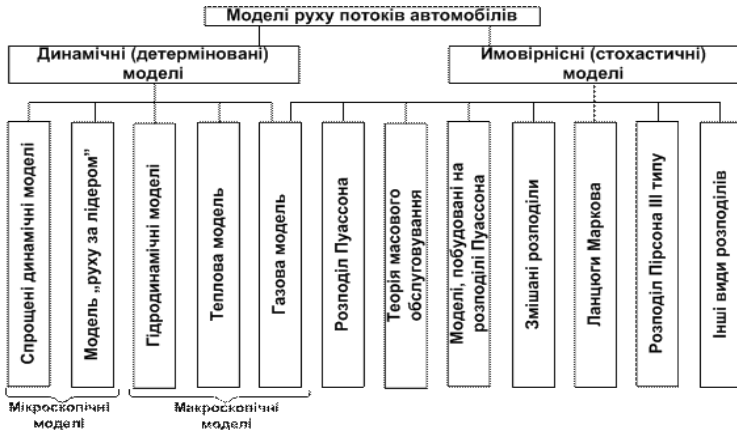 Моделі руху потоків автомобілів
Динамічні (детерміновані)
моделі
Имовірнісні (стохастичні)
моделі
Спрощені динамічні моделі
Модель „руху за лідером”
Гідродинамічні моделі
Теплова модель
Газова модель
Розподіл Пуассона
Теорія масового
обслуговування
Моделі, побудовані на
розподілі Пуассона
Змішані розподіли
Ланцюги Маркова
Розподіл Пірсона III типу
Інші види розподілів
Мікроскопічні
моделі
Макроскопічні
моделі